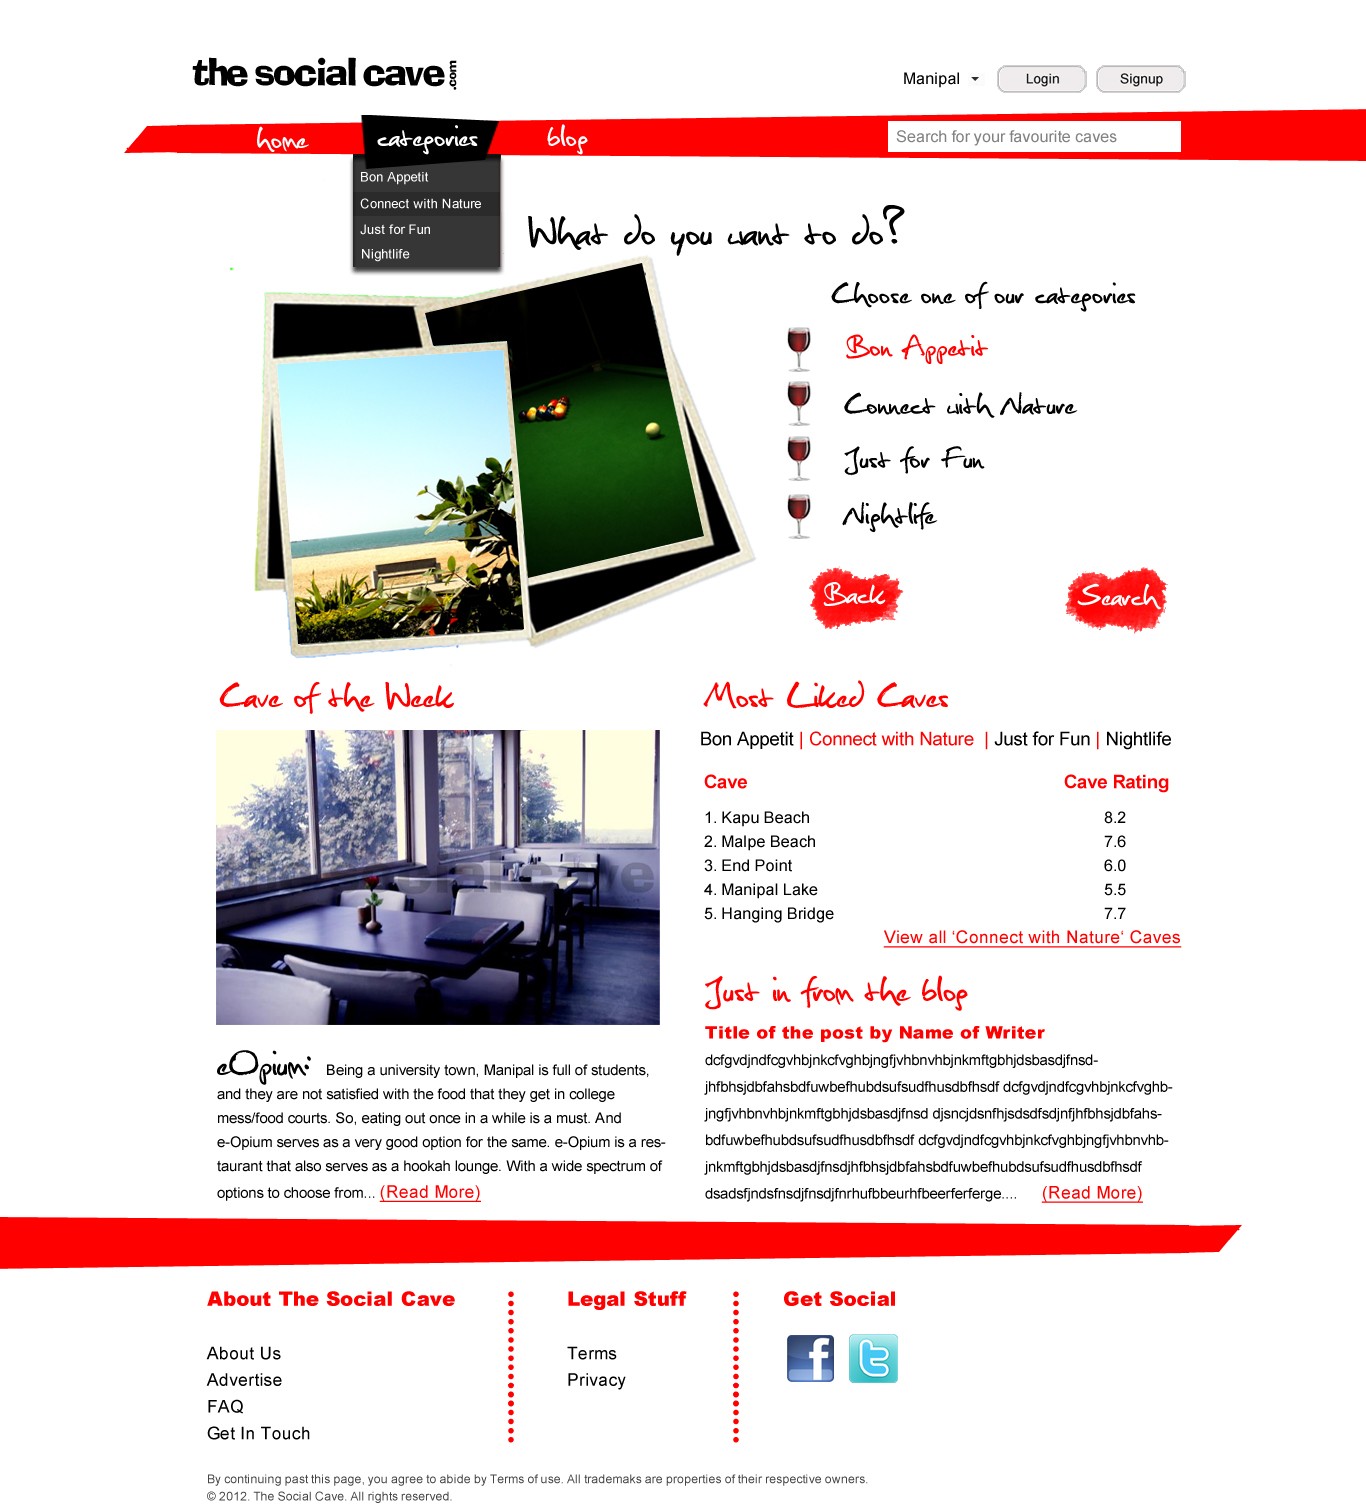 the social cave.com
Manipal
Login
Signup
home
categories
blog
Search for your favourite caves
Bon Appetit
Connect with Nature
Just for Fun
Nightlife
What do you want to do?
Choose one of our categories
Bon Appetit
Connect with Nature
Just for Fun
Nightlife
Back
Search
Cave of the Week
social cave
eOpium: Being a university town, Manipal is full of students,
and they are not satisfied with the food that they get in college
mess/food courts. So, eating out once in a while is a must. And
e-Opium serves as a very good option for the same. e-Opium is a res-
taurant that also serves as a hookah lounge. With a wide spectrum of
options to choose from... (Read More)
Most Liked Caves
Bon Appetit | Connect with Nature | Just for Fun | Nightlife
Cave Cave Rating
1. Kapu Beach 8.2
2. Malpe Beach 7.6
3. End Point 6.0
4. Manipal Lake 5.5
5. Hanging Bridge 7.7
View all ‘Connect with Nature‘ Caves
Just in from the blog
Title of the post by Name of Writer
dcfgvdjndfcgvhbjnkcfvghbjngfjvhbnvhbjnkmftgbhjdsbasdjfnsd-
jhfbhsjdbfahsbdfuwbefhubdsufsudfhusdbfhsdf dcfgvdjndfcgvhbjnkcfvghb-
jngfjvhbnvhbjnkmftgbhjdsbasdjfnsd djsncjdsnfhjsdsdfsdjnfjhfbhsjdbfahs-
bdfuwbefhubdsufsudfhusdbfhsdf dcfgvdjndfcgvhbjnkcfvghbjngfjvhbnvhb-
jnkmftgbhjdsbasdjfnsdjhfbhsjdbfahsbdfuwbefhubdsufsudfhusdbfhsdf
dsadsfjndsfnsdjfnsdjfnrhufbbeurhfbeerferferge.... (Read More)
About The Social Cave
About Us
Advertise
FAQ
Get In Touch
Legal Stuff
Terms
Privacy
Get Social
f
t
By continuing past this page, you agree to abide by Terms of use. All trademaks are properties of their respective owners.
© 2012. The Social Cave. All rights reserved.